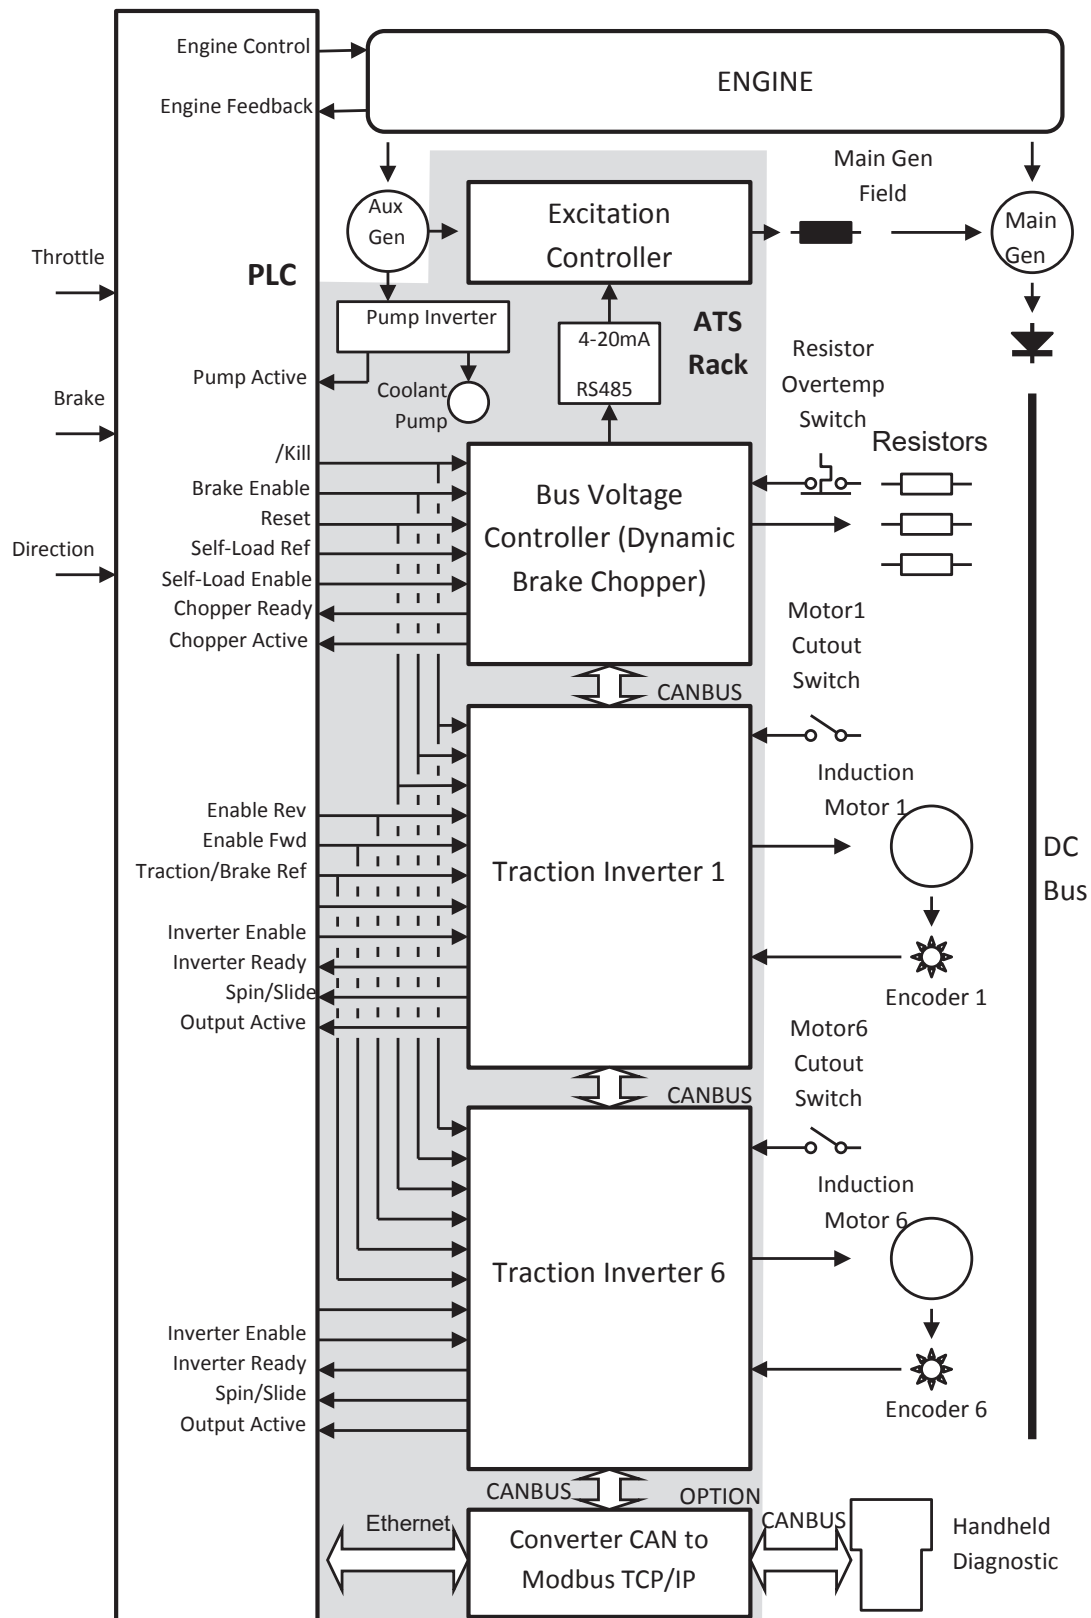 Engine Control
ENGINE
Engine Feedback
Main Gen
Field
Aux
Gen
Excitation
Controller
Main
Gen
Throttle
PLC
Pump Inverter
ATS
Rack
4-20mA
RS485
Resistor
Overtemp
Switch
Pump Active
Coolant
Pump
Brake
Resistors
/Kill
Brake Enable
Reset
Self-Load Ref
Self-Load Enable
Chopper Ready
Chopper Active
Bus Voltage
Controller (Dynamic
Brake Chopper)
Direction
Motor1
Cutout
Switch
CANBUS
Induction
Motor 1
Enable Rev
Enable Fwd
Traction/Brake Ref
Inverter Enable
Inverter Ready
Spin/Slide
Output Active
Traction Inverter 1
DC
Bus
Encoder 1
Motor6
Cutout
Switch
CANBUS
Induction
Motor 6
Traction Inverter 6
Inverter Enable
Inverter Ready
Spin/Slide
Output Active
Encoder 6
CANBUS
OPTION
Ethernet
CANBUS
Converter CAN to
Modbus TCP/IP
Handheld
Diagnostic